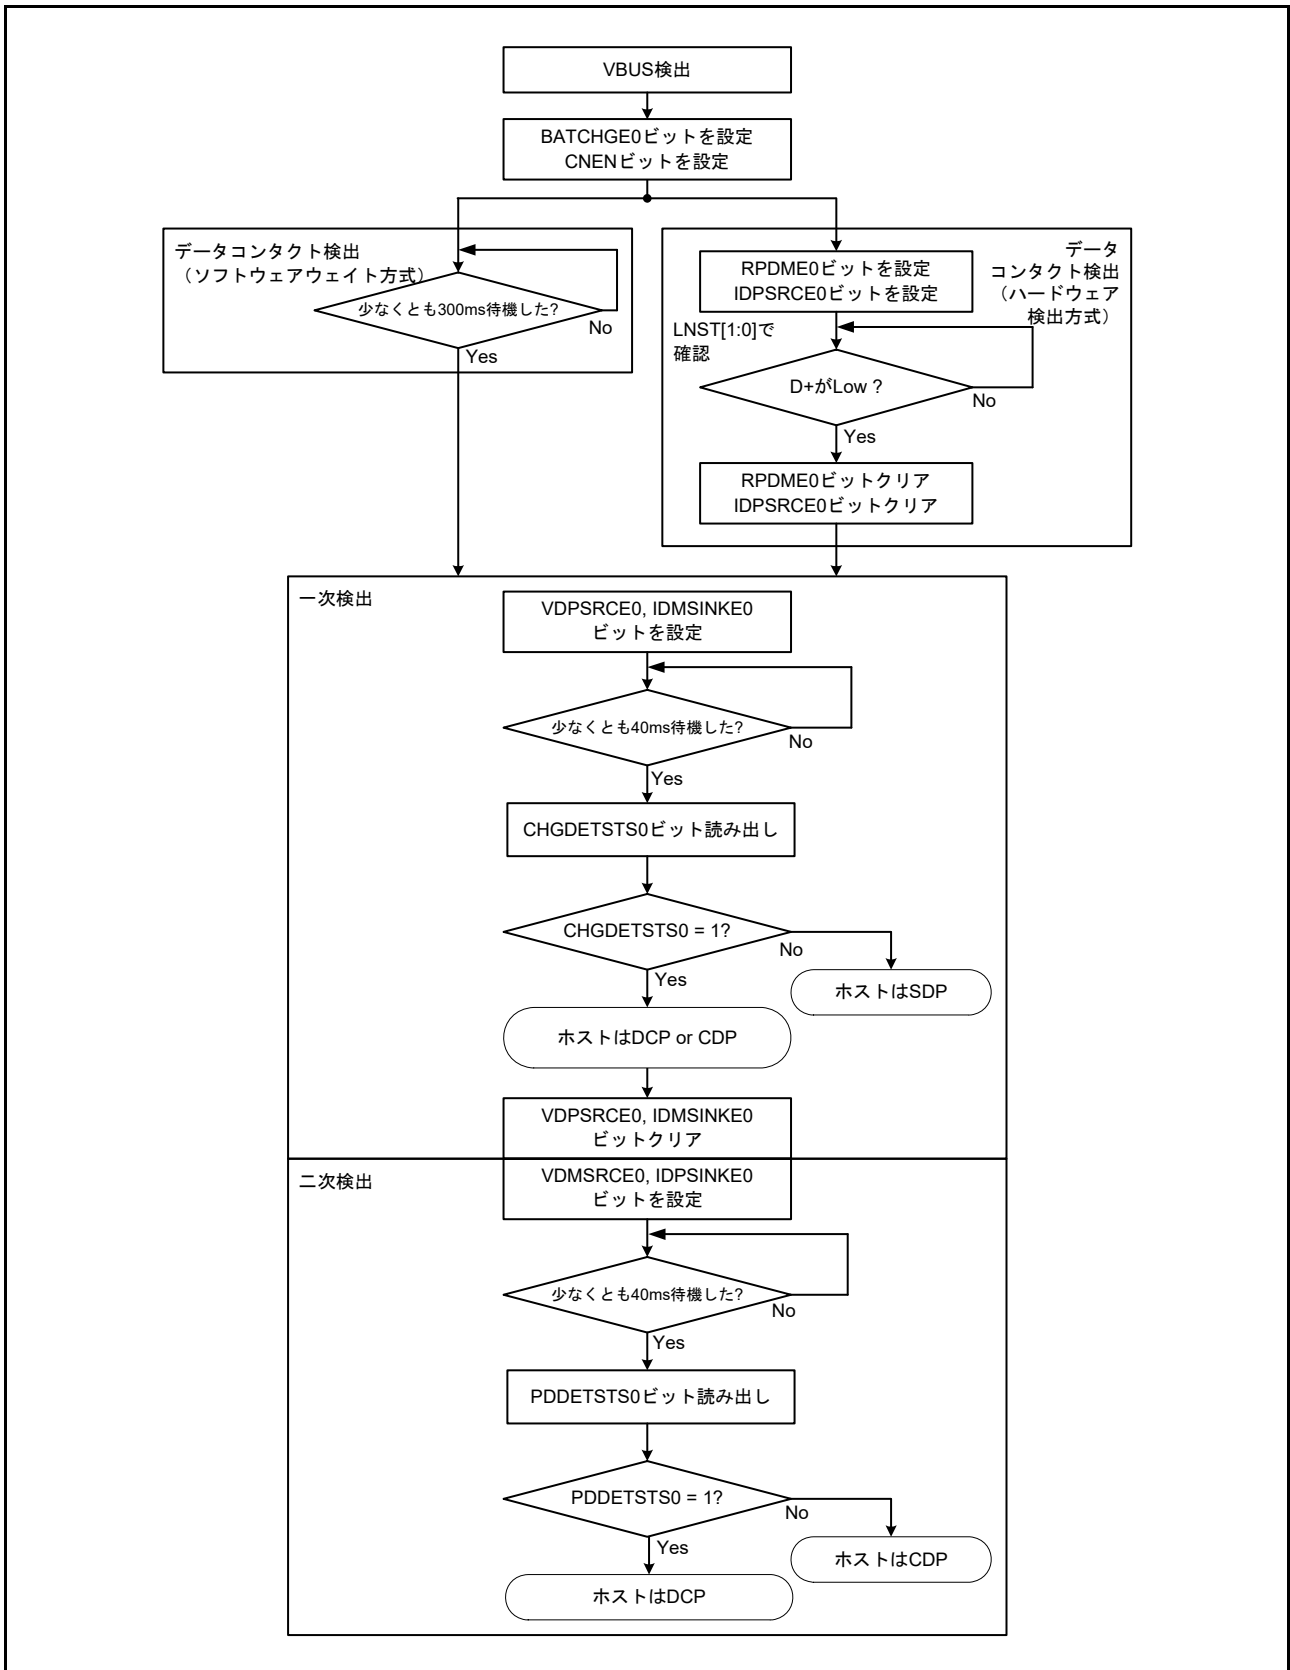 VBUS検出
BATCHGE0ビットを設定
CNENビットを設定
データコンタクト検出
（ソフトウェアウェイト方式）
少なくとも300ms待機した?
No
Yes
データ
コンタクト検出
（ハードウェア
検出方式）
RPDME0ビットを設定
IDPSRCE0ビットを設定
LNST[1:0]で
確認
D+がLow ?
No
Yes
RPDME0ビットクリア
IDPSRCE0ビットクリア
一次検出
VDPSRCE0, IDMSINKE0
ビットを設定
少なくとも40ms待機した?
No
Yes
CHGDETSTS0ビット読み出し
CHGDETSTS0 = 1?
No
Yes
ホストはSDP
ホストはDCP or CDP
VDPSRCE0, IDMSINKE0
ビットクリア
二次検出
VDMSRCE0, IDPSINKE0
ビットを設定
少なくとも40ms待機した?
No
Yes
PDDETSTS0ビット読み出し
PDDETSTS0 = 1?
No
Yes
ホストはCDP
ホストはDCP